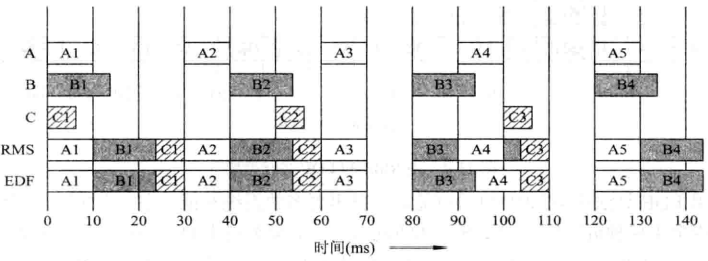 A A1 A2 A3 A4 A5
B B1 B2 B3 B4
C C1 C2 C3
RMS A1 B1 C1 A2 B2 C2 A3 B3 A4 C3 A5 B4
EDF A1 B1 C1 A2 B2 C2 A3 B3 A4 C3 A5 B4
0 10 20 30 40 50 60 70 80 90 100 110 120 130 140
时间(ms)